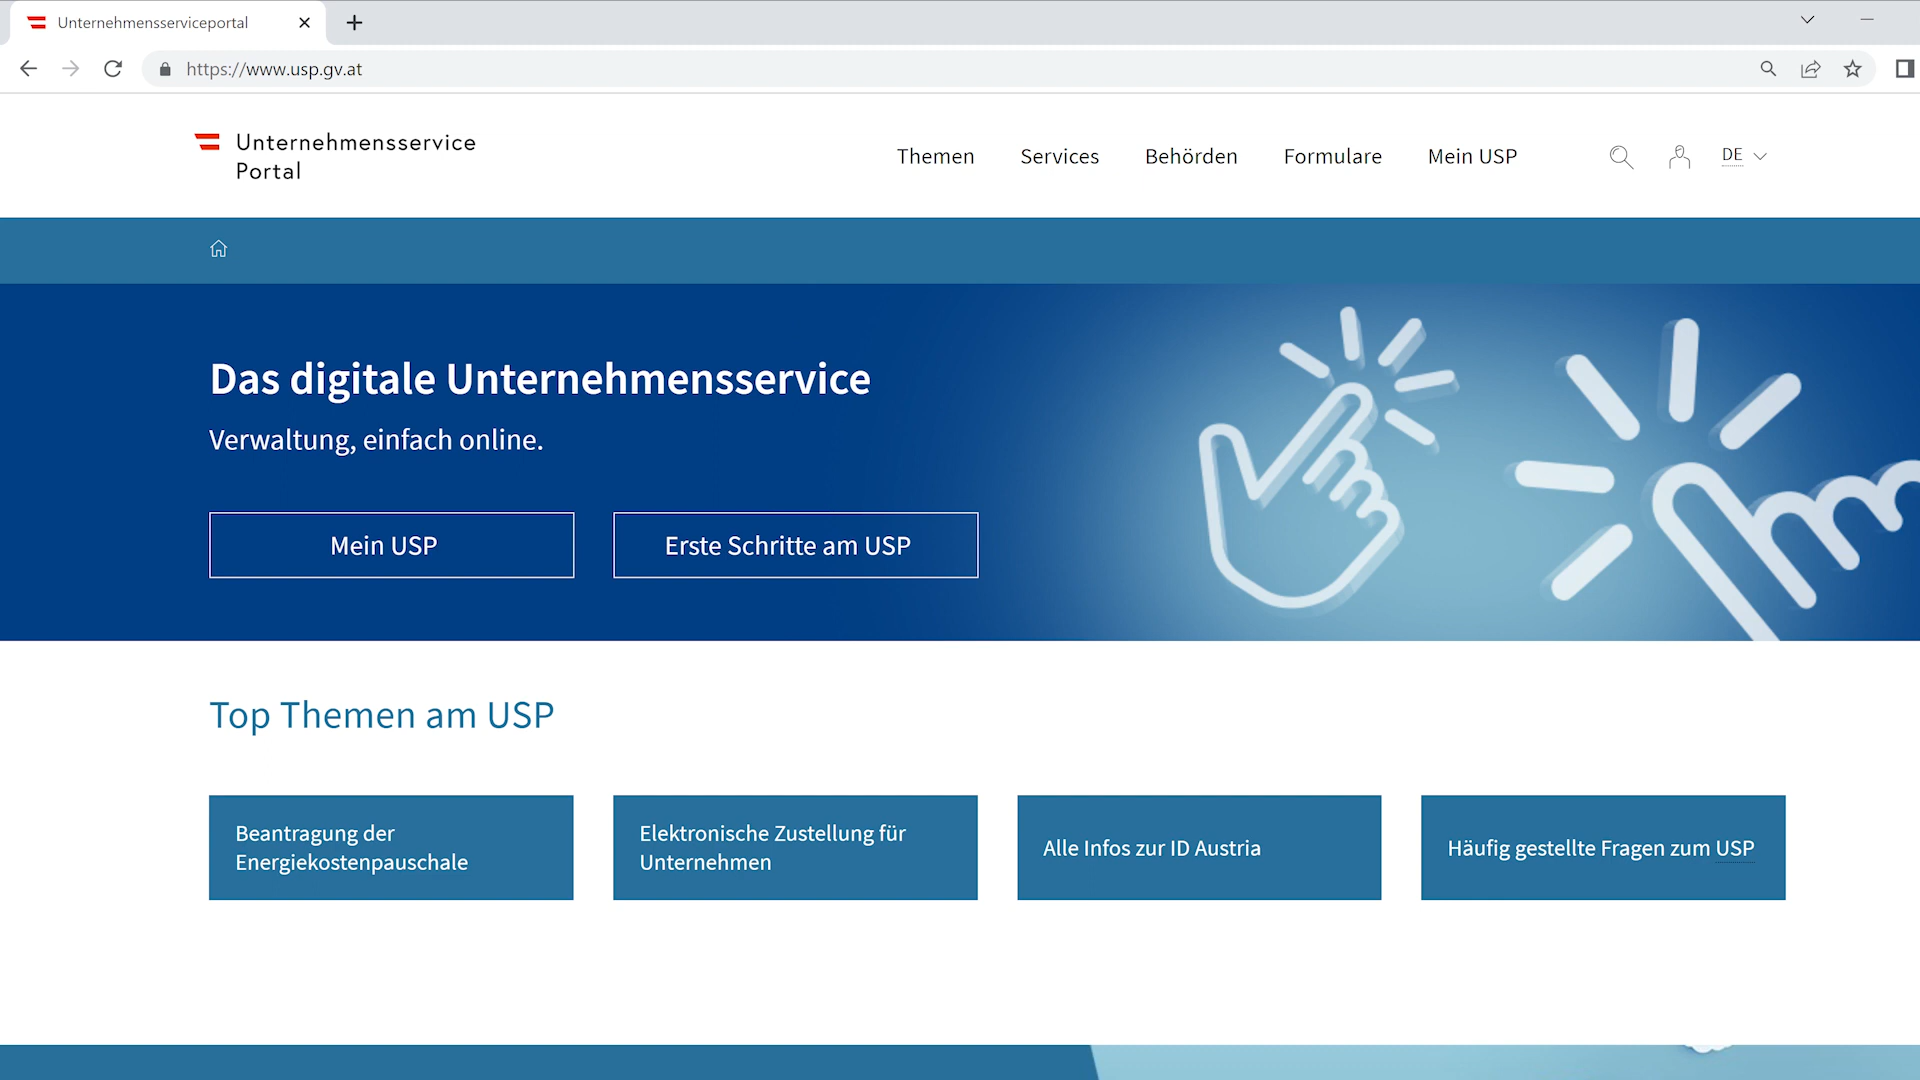 Unternehmensserviceportal
https://www.usp.gv.at
Unternehmensservice
Portal
Themen
Services
Behörden
Formulare
Mein USP
DE
Das digitale Unternehmensservice
Verwaltung, einfach online.
Mein USP
Erste Schritte am USP
Top Themen am USP
Beantragung der
Energiekostenpauschale
Elektronische Zustellung für
Unternehmen
Alle Infos zur ID Austria
Häufig gestellte Fragen zum USP